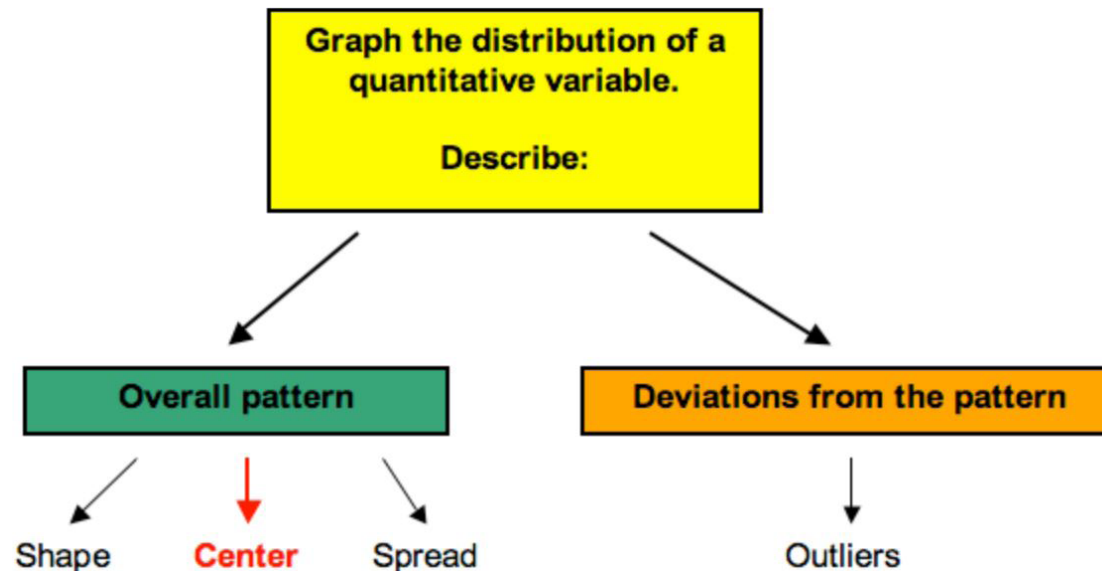 Graph the distribution of a
quantitative variable.
Describe:
Overall pattern
Deviations from the pattern
Shape
Center
Spread
Outliers